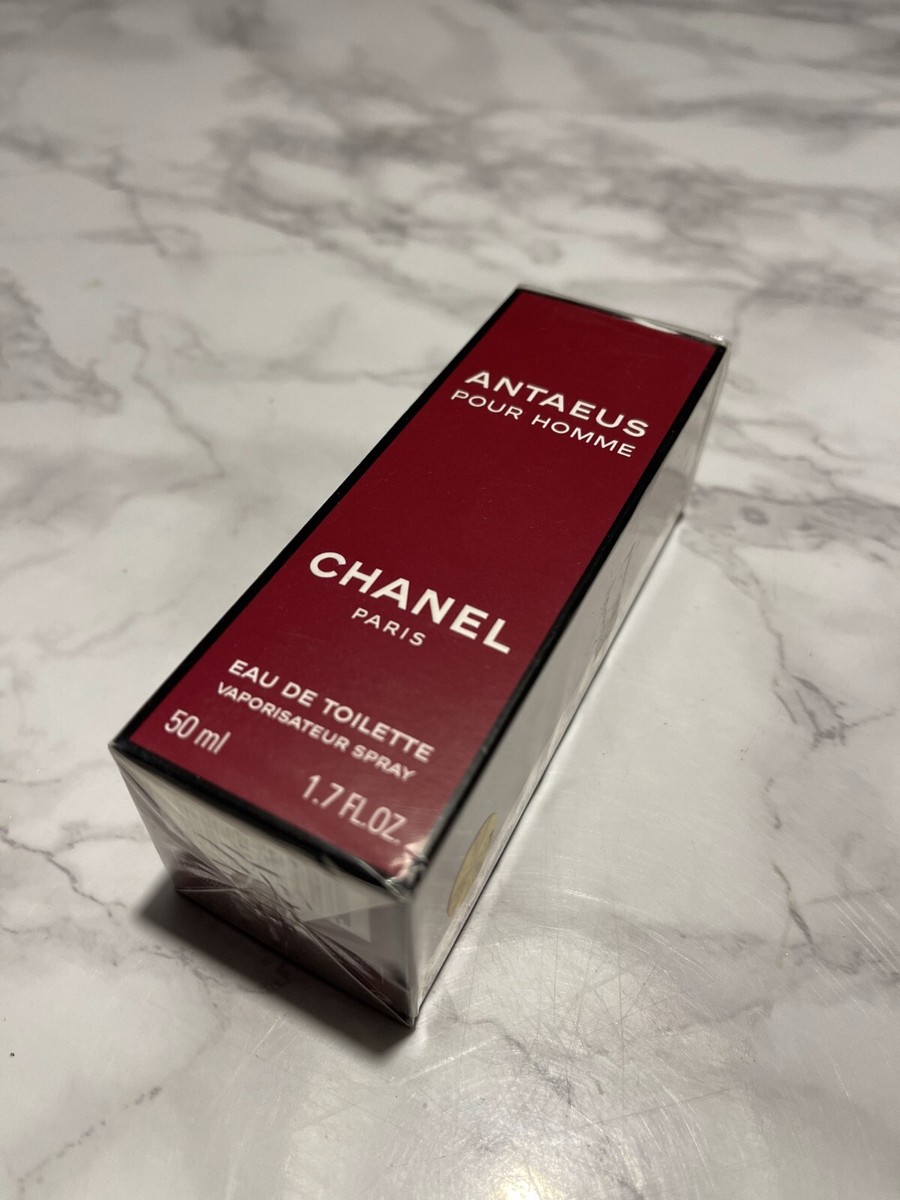 ANTAEUS
POUR HOMME
CHANEL
PARIS
EAU DE TOILETTE
VAPORISATEUR SPRAY
50 ml
1.7 FL.OZ.